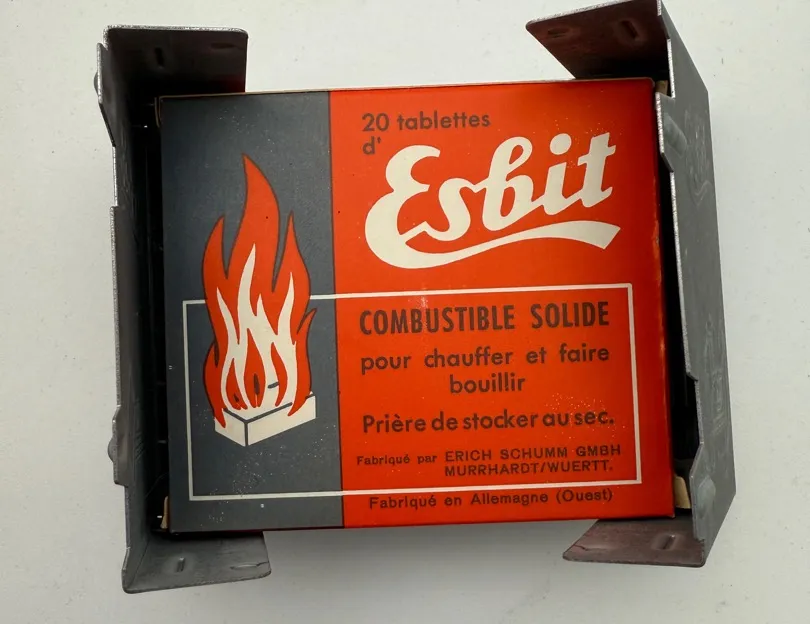 20 tablettes
d'
Esbit
COMBUSTIBLE SOLIDE
pour chauffer et faire
bouillir
Prière de stocker au sec.
Fabriqué par ERICH SCHUMM GMBH
MURRHARDT/WUERTT.
Fabriqué en Allemagne (Ouest)